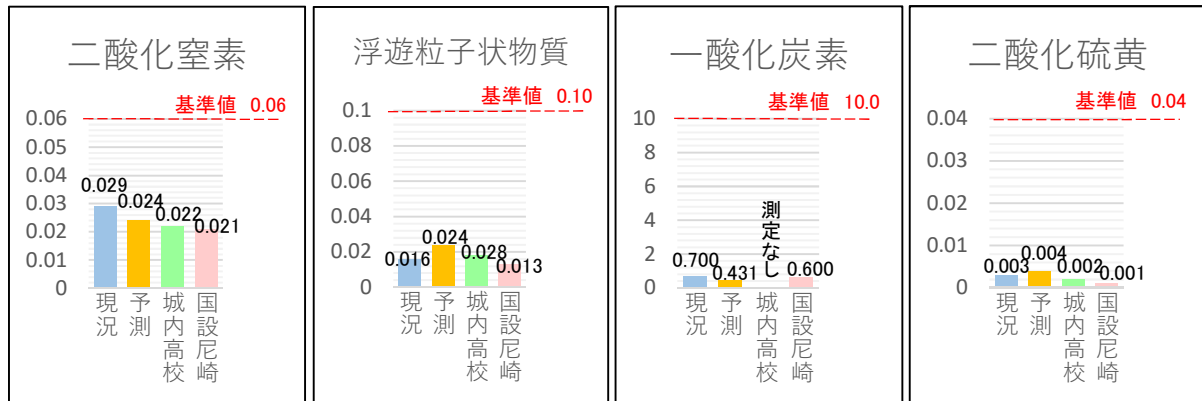 二酸化窒素
基準値 0.06
0.06
0.05
0.04
0.03
0.02
0.01
0
0.029
0.024
0.022
0.021
現況
予測
城内高校
国設尼崎
浮遊粒子状物質
基準値 0.10
0.1
0.08
0.06
0.04
0.02
0
0.016
0.024
0.028
0.013
現況
予測
城内高校
国設尼崎
一酸化炭素
基準値 10.0
10
8
6
4
2
0
0.700
0.431
測定なし
0.600
現況
予測
城内高校
国設尼崎
二酸化硫黄
基準値 0.04
0.04
0.03
0.02
0.01
0
0.003
0.004
0.002
0.001
現況
予測
城内高校
国設尼崎